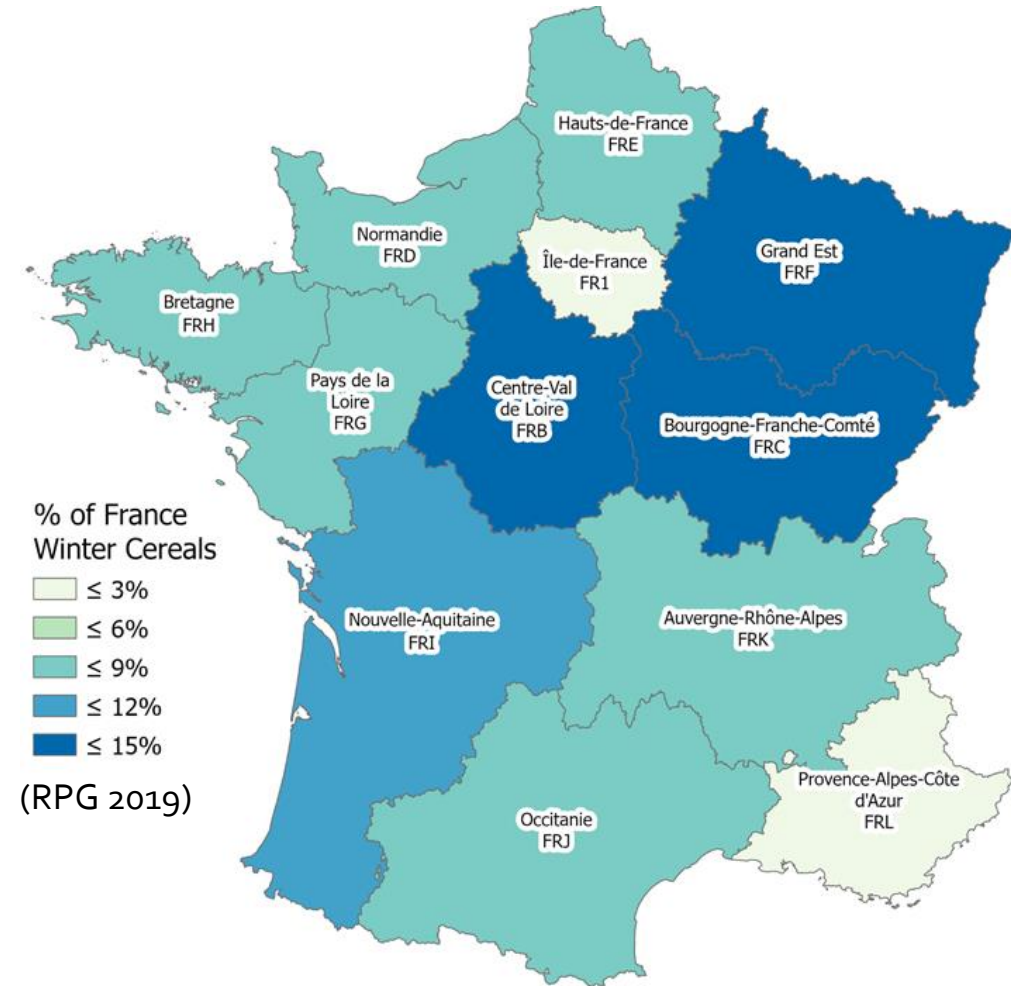 Hauts-de-France
FRE
Normandie
FRD
Île-de-France
FR1
Grand Est
FRF
Bretagne
FRH
Pays de la
Loire
FRG
Centre-Val
de Loire
FRB
Bourgogne-Franche-Comté
FRC
% of France
Winter Cereals
≤ 3%
≤ 6%
≤ 9%
≤ 12%
≤ 15%
(RPG 2019)
Nouvelle-Aquitaine
FRI
Auvergne-Rhône-Alpes
FRK
Provence-Alpes-Côte
d'Azur
FRL
Occitanie
FRJ